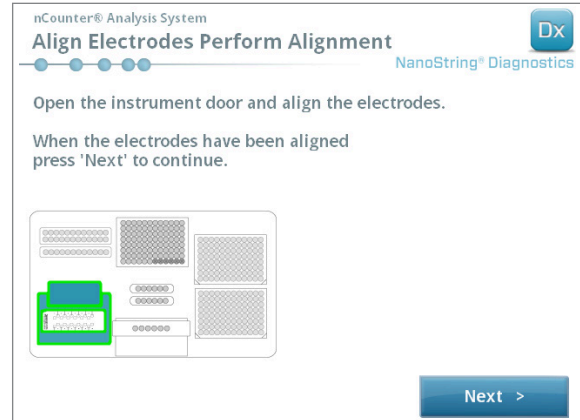 nCounter® Analysis System
Align Electrodes Perform Alignment
Dx
NanoString® Diagnostics
Open the instrument door and align the electrodes.
When the electrodes have been aligned
press 'Next' to continue.
Next >